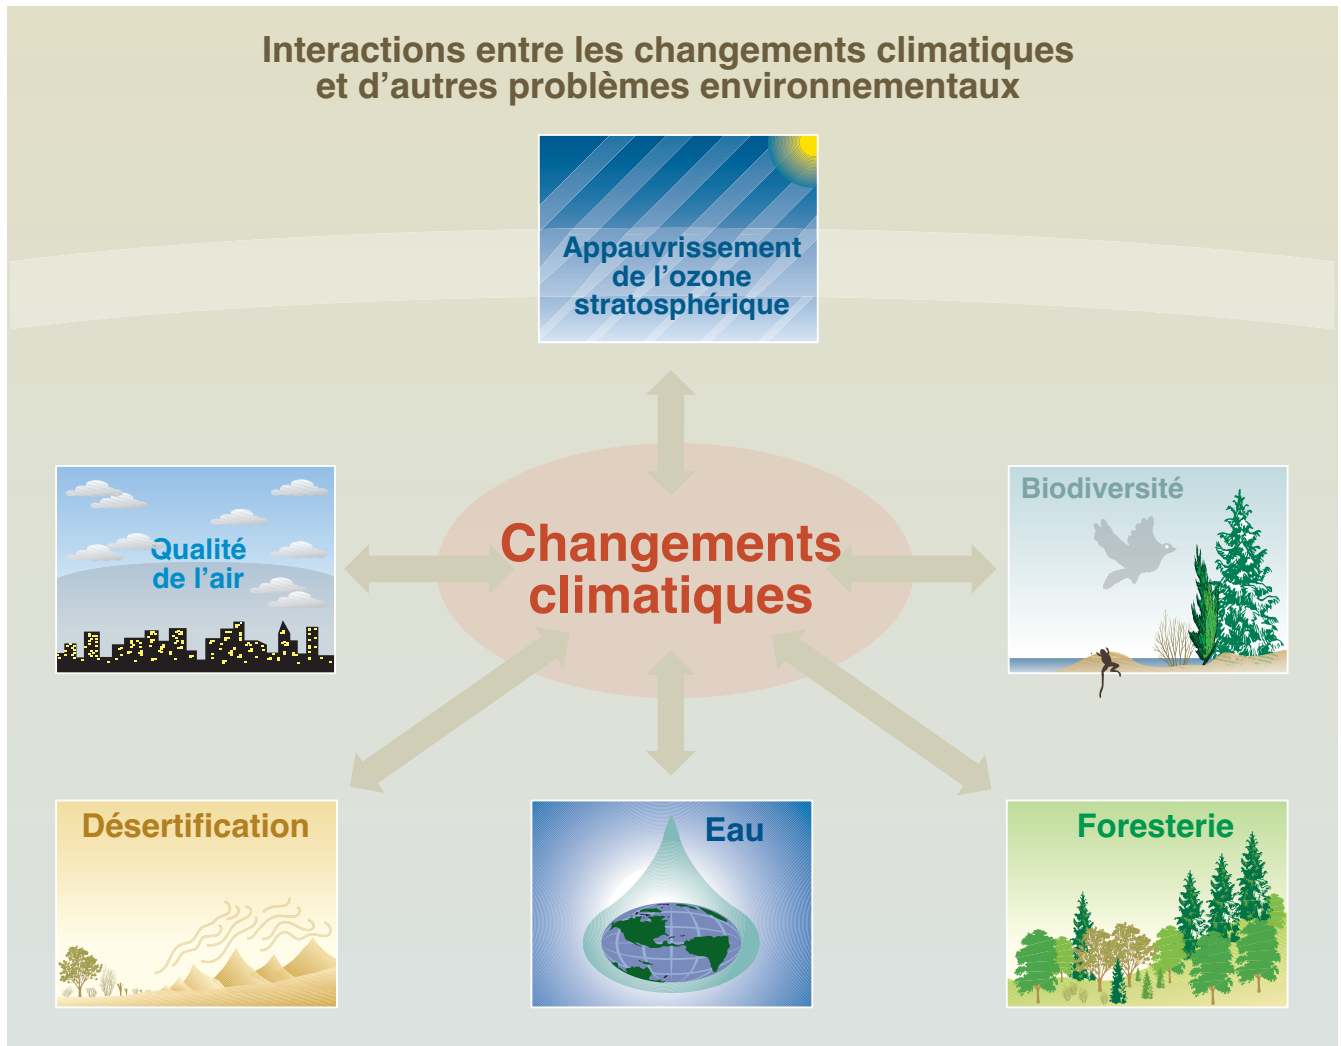 Interactions entre les changements climatiques
et d’autres problèmes environnementaux
Appauvrissement
de l’ozone
stratosphérique
Qualité
de l’air
Changements
climatiques
Biodiversité
Désertification
Eau
Foresterie